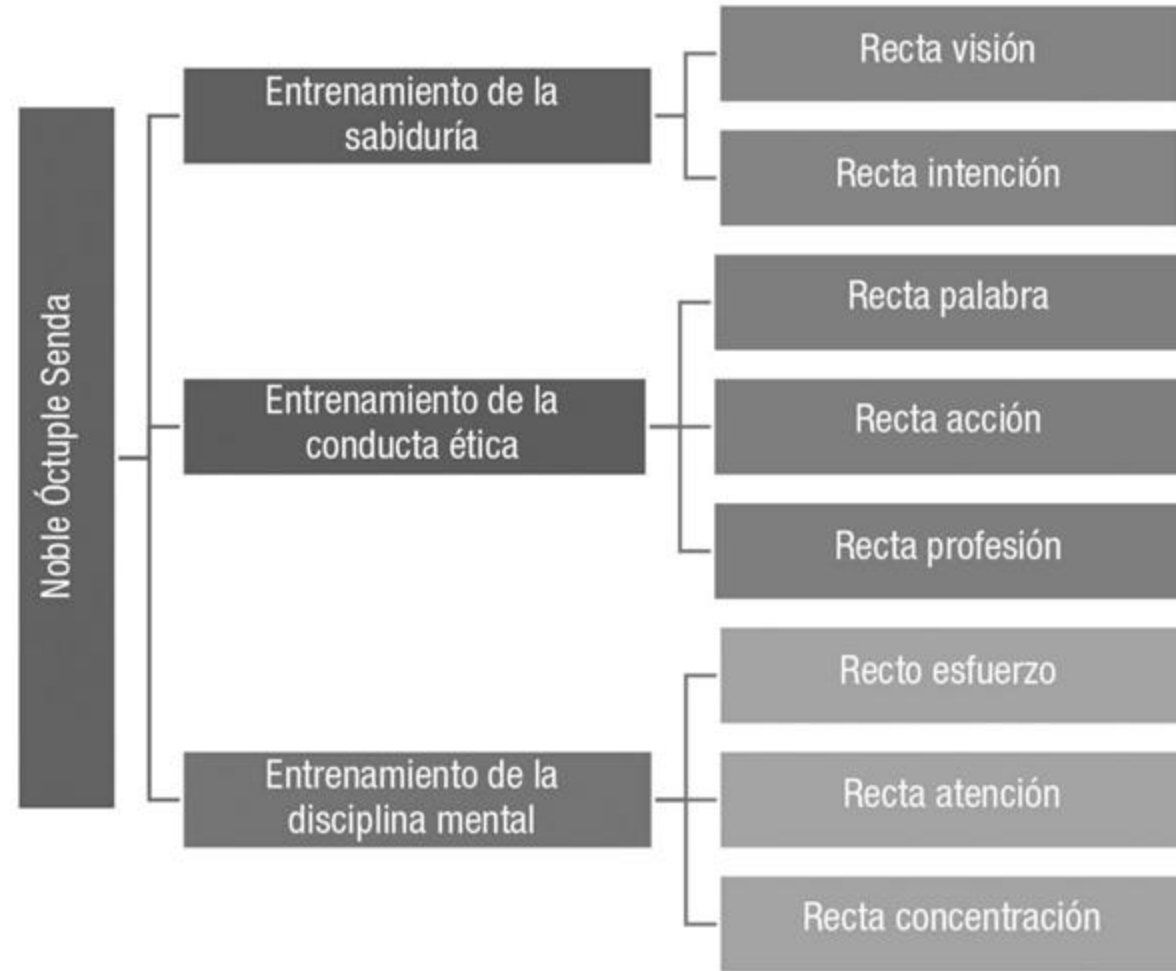 Noble Óctuple Senda
Entrenamiento de la
sabiduría
Recta visión
Recta intención
Entrenamiento de la
conducta ética
Recta palabra
Recta acción
Recta profesión
Entrenamiento de la
disciplina mental
Recto esfuerzo
Recta atención
Recta concentración